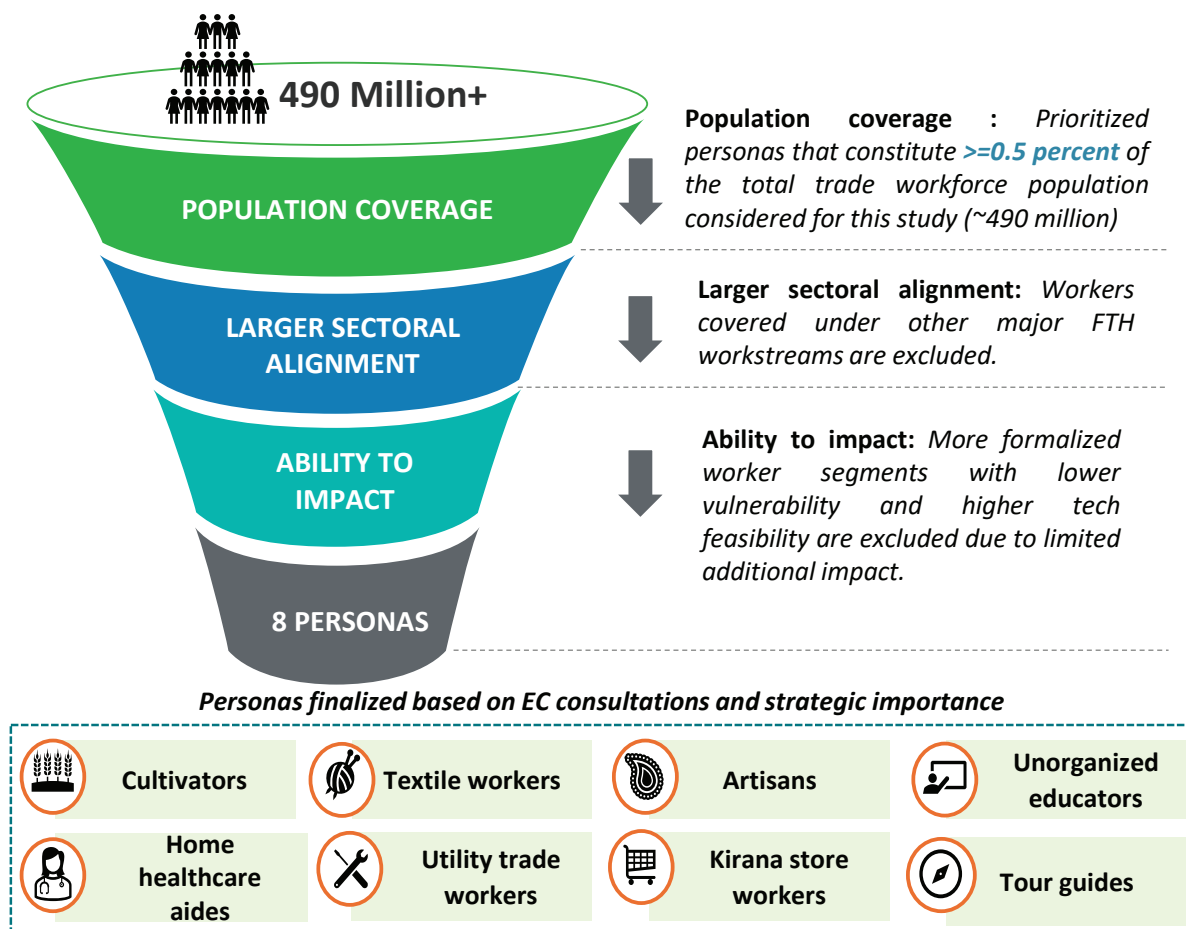 490 Million+
POPULATION COVERAGE
Population coverage : Prioritized
personas that constitute >=0.5 percent of
the total trade workforce population
considered for this study (~490 million)
LARGER SECTORAL
ALIGNMENT
Larger sectoral alignment: Workers
covered under other major FTH
workstreams are excluded.
ABILITY TO
IMPACT
Ability to impact: More formalized
worker segments with lower
vulnerability and higher tech
feasibility are excluded due to limited
additional impact.
8 PERSONAS
Personas finalized based on EC consultations and strategic importance
Cultivators
Textile workers
Artisans
Unorganized
educators
Home
healthcare
aides
Utility trade
workers
Kirana store
workers
Tour guides